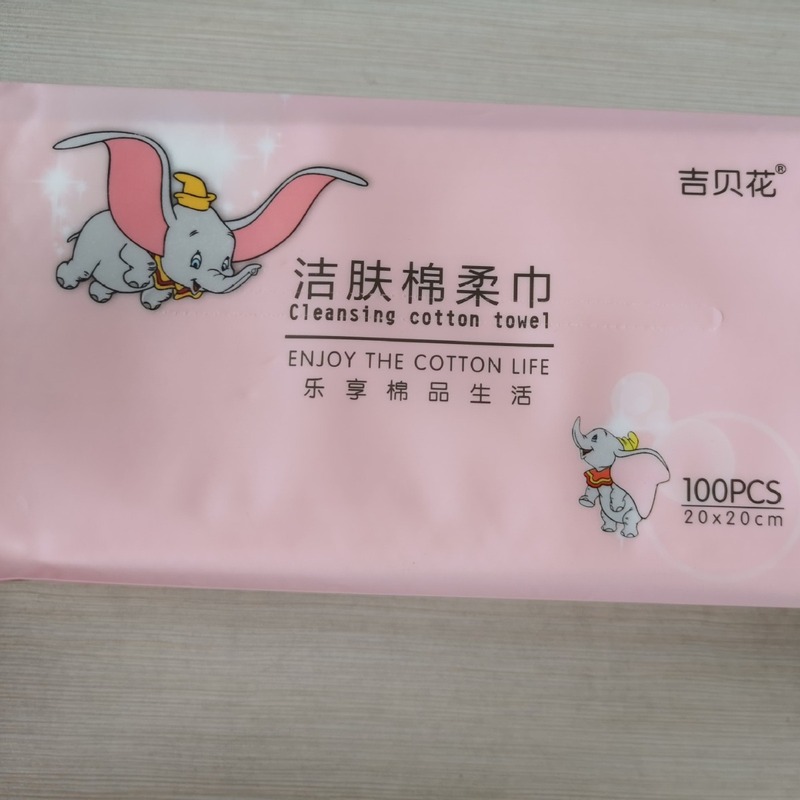 吉贝花®
洁肤棉柔巾
Cleansing cotton towel
ENJOY THE COTTON LIFE
乐享棉品生活
100PCS
20x20cm